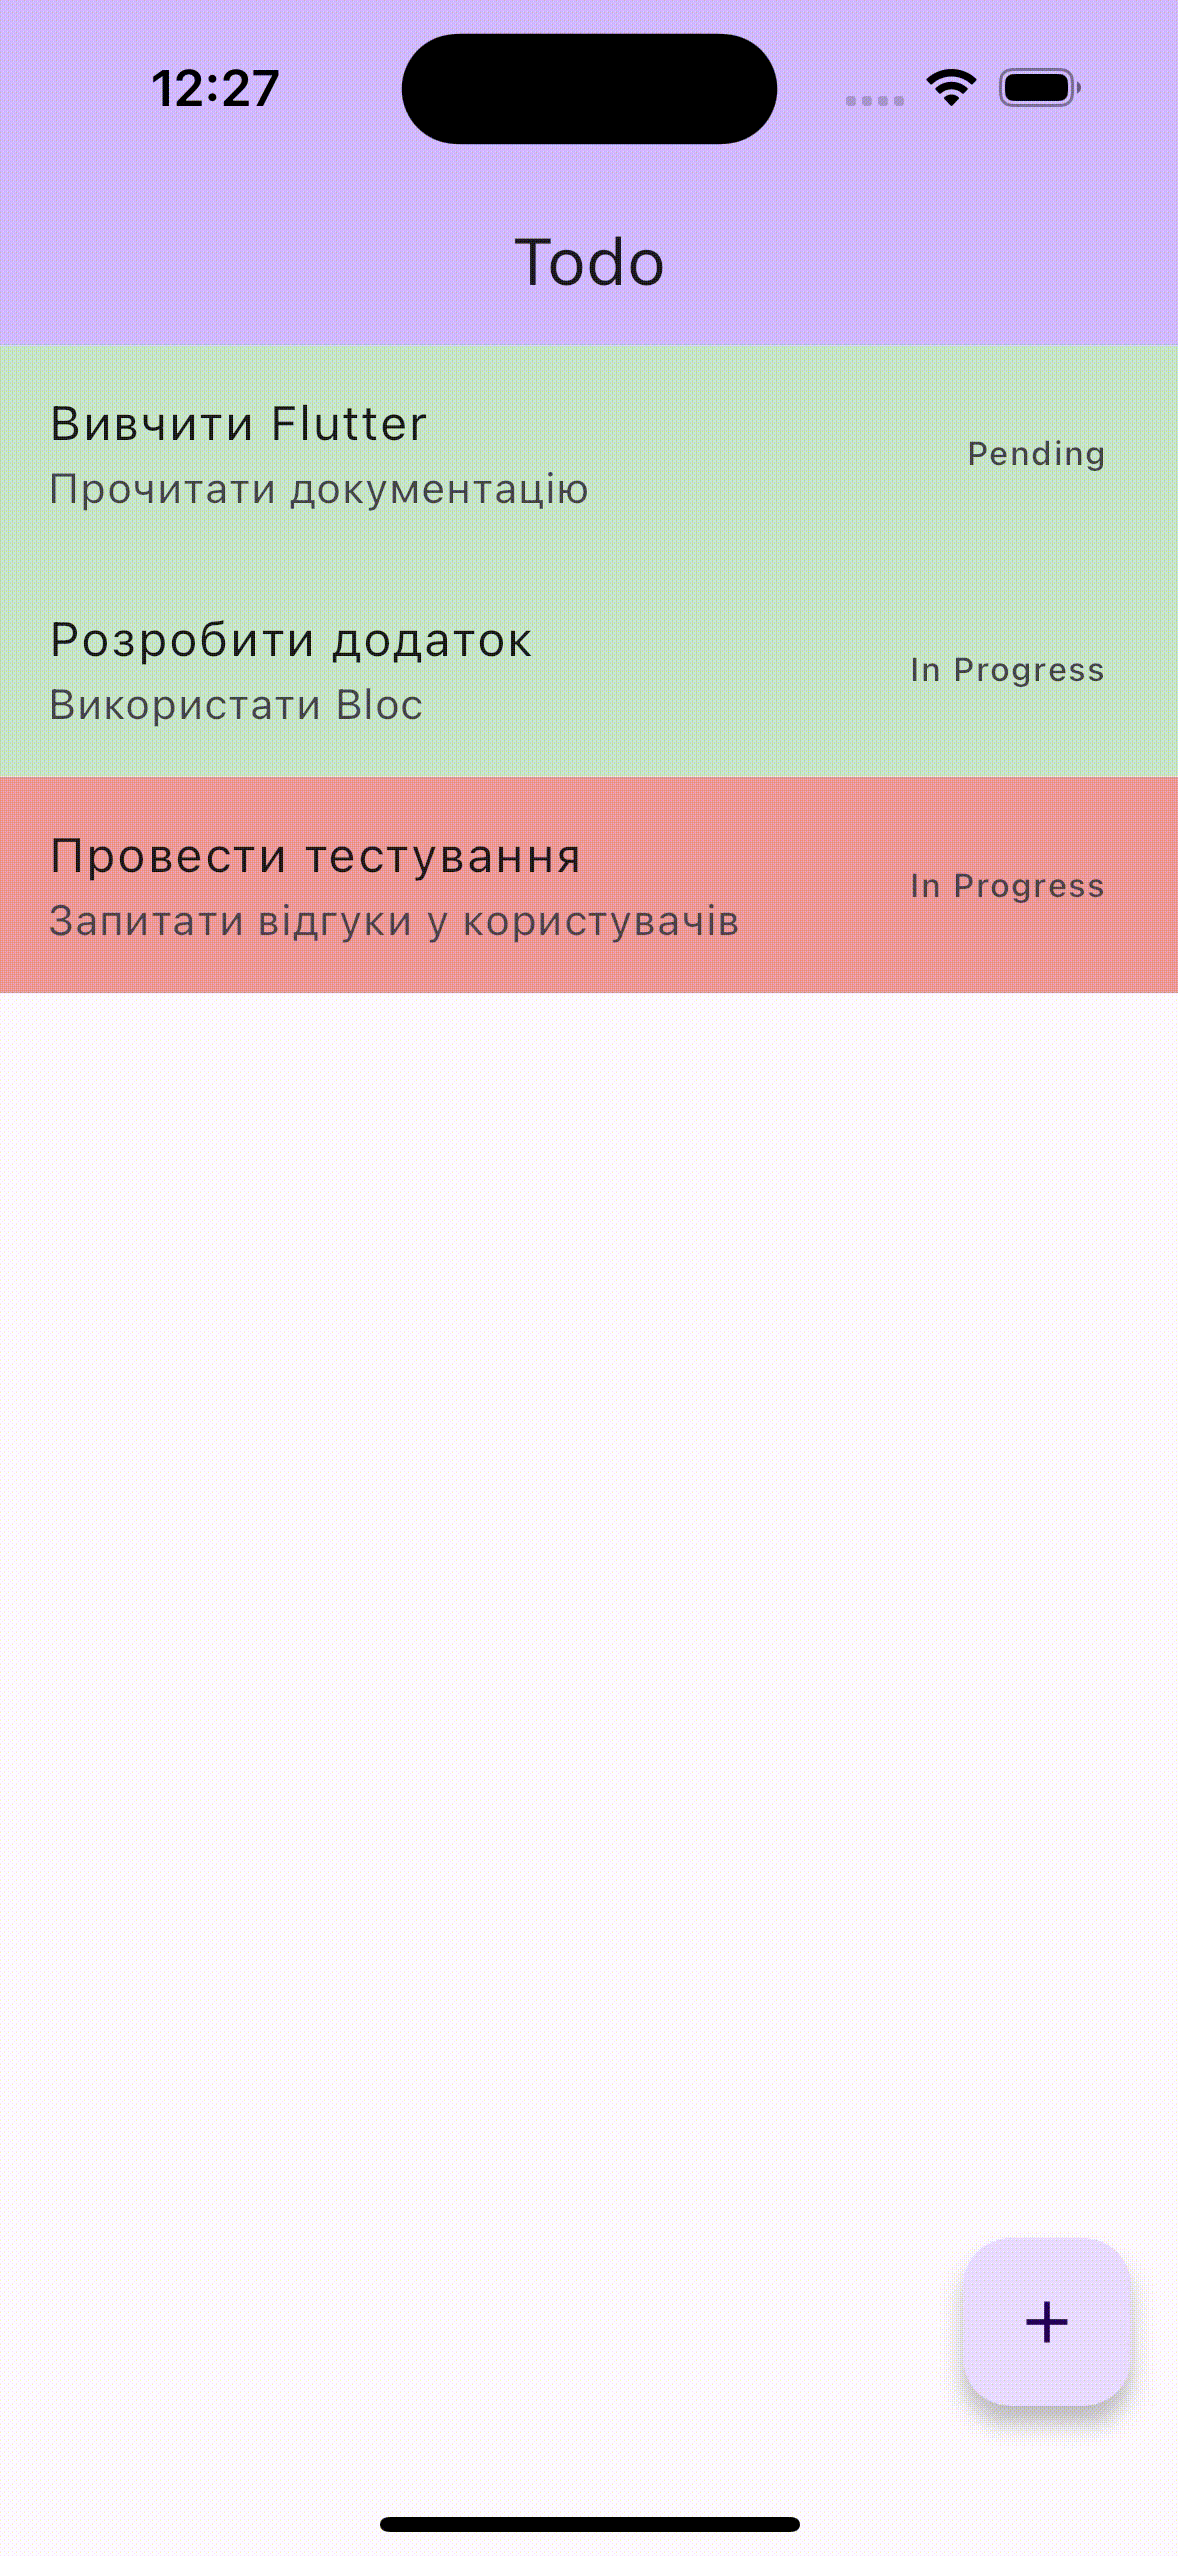 12:27
Todo
Вивчити Flutter
Прочитати документацію
Pending
Розробити додаток
Використати Bloc
In Progress
Провести тестування
Запитати відгуки у користувачів
In Progress
+